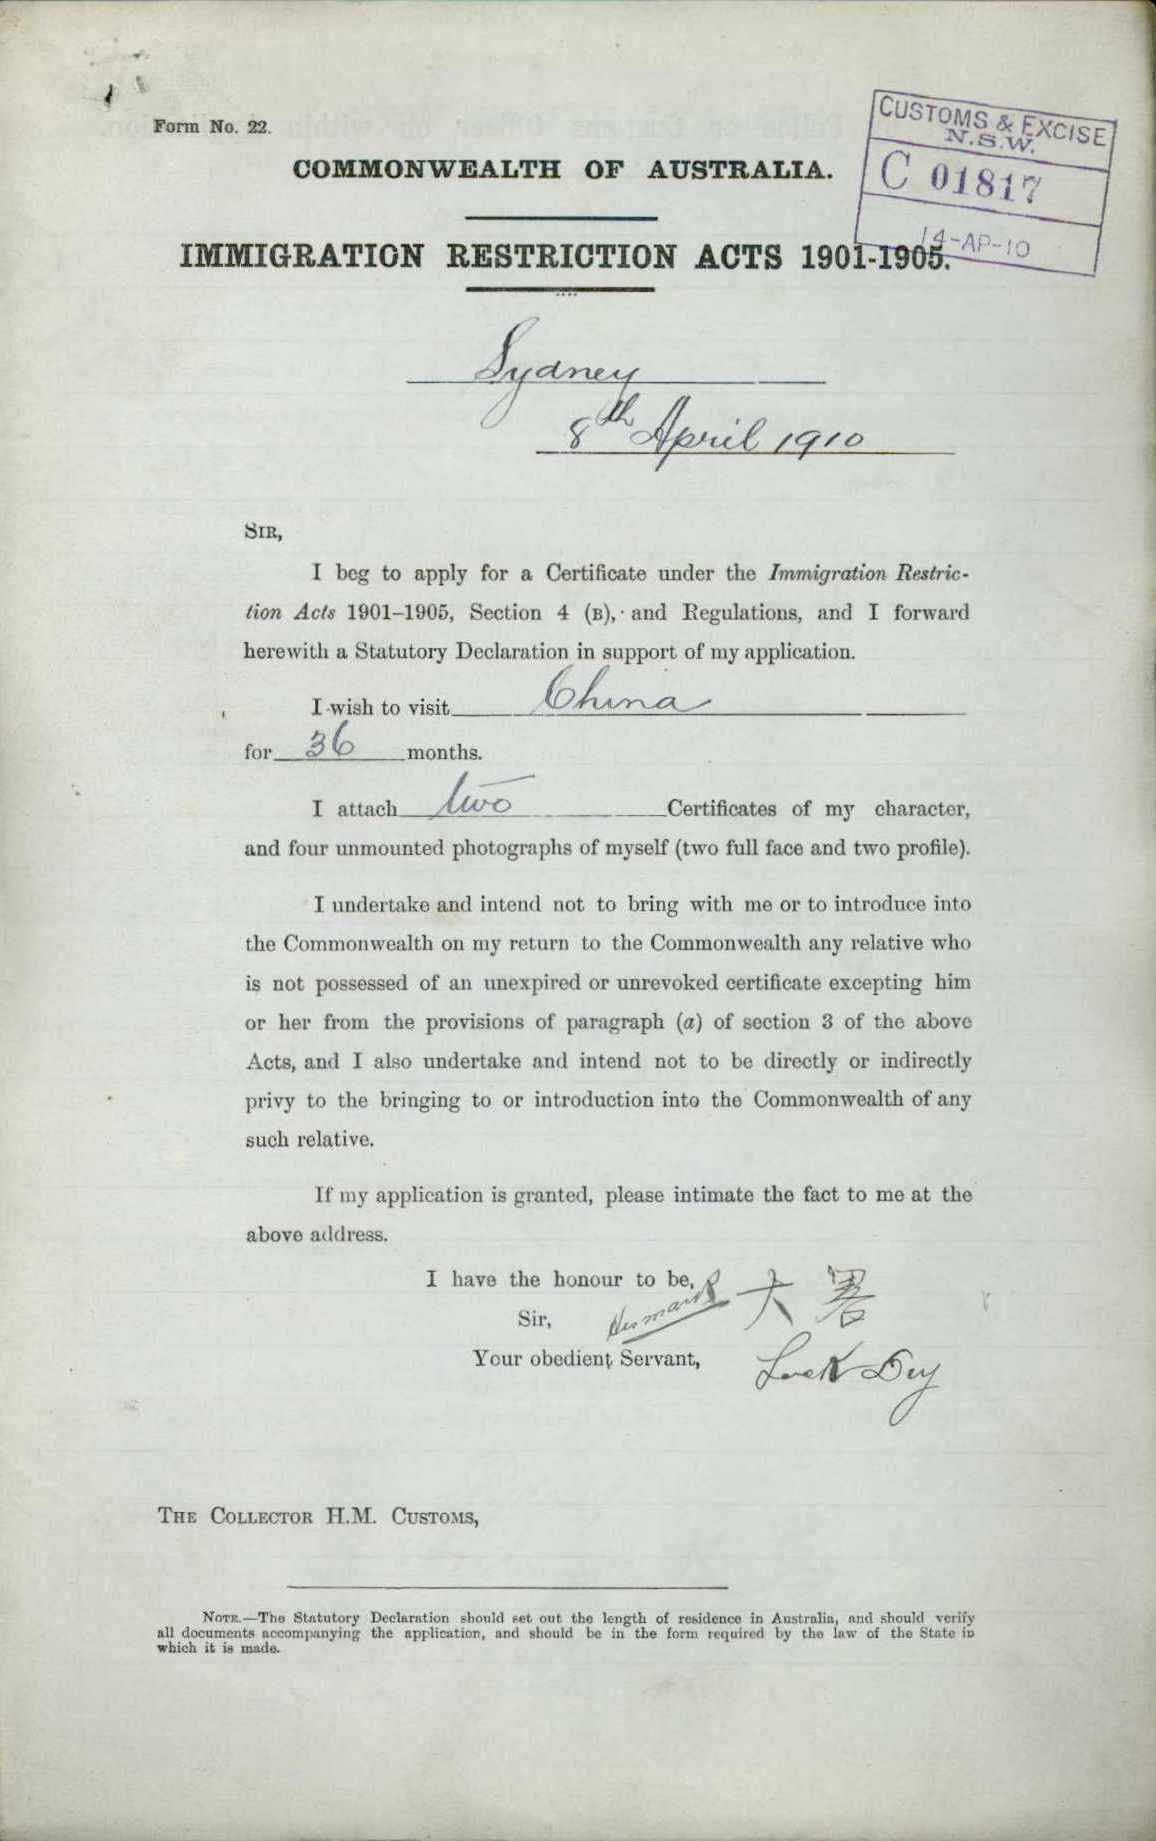 Form No. 22.
CUSTOMS & EXCISE
N.S.W.
C 01817
14-AP-10
COMMONWEALTH OF AUSTRALIA.
IMMIGRATION RESTRICTION ACTS 1901-1905.
Sydney
8th April 1910
SIR,
I beg to apply for a Certificate under the Immigration Restric-
tion Acts 1901–1905, Section 4 (B), and Regulations, and I forward
herewith a Statutory Declaration in support of my application.
I wish to visit China
for 36 months.
I attach two Certificates of my character,
and four unmounted photographs of myself (two full face and two profile).
I undertake and intend not to bring with me or to introduce into
the Commonwealth on my return to the Commonwealth any relative who
is not possessed of an unexpired or unrevoked certificate excepting him
or her from the provisions of paragraph (a) of section 3 of the above
Acts, and I also undertake and intend not to be directly or indirectly
privy to the bringing to or introduction into the Commonwealth of any
such relative.
If my application is granted, please intimate the fact to me at the
above address.
I have the honour to be,
Sir, His mark 大
Your obedient Servant, Lock Dey
THE COLLECTOR H.M. CUSTOMS,
NOTE.—The Statutory Declaration should set out the length of residence in Australia, and should verify
all documents accompanying the application, and should be in the form required by the law of the State in
which it is made.